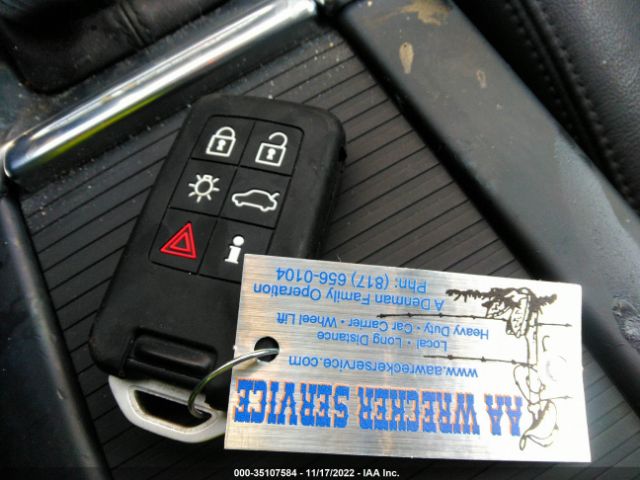 AA WRECKER SERVICE
www.aawreckerservice.com
Local · Long Distance
Heavy Duty · Car Carrier · Wheel Lift
A Denman Family Operation
Phn: (817) 656-0104
000-35107584 - 11/17/2022 - IAA Inc.